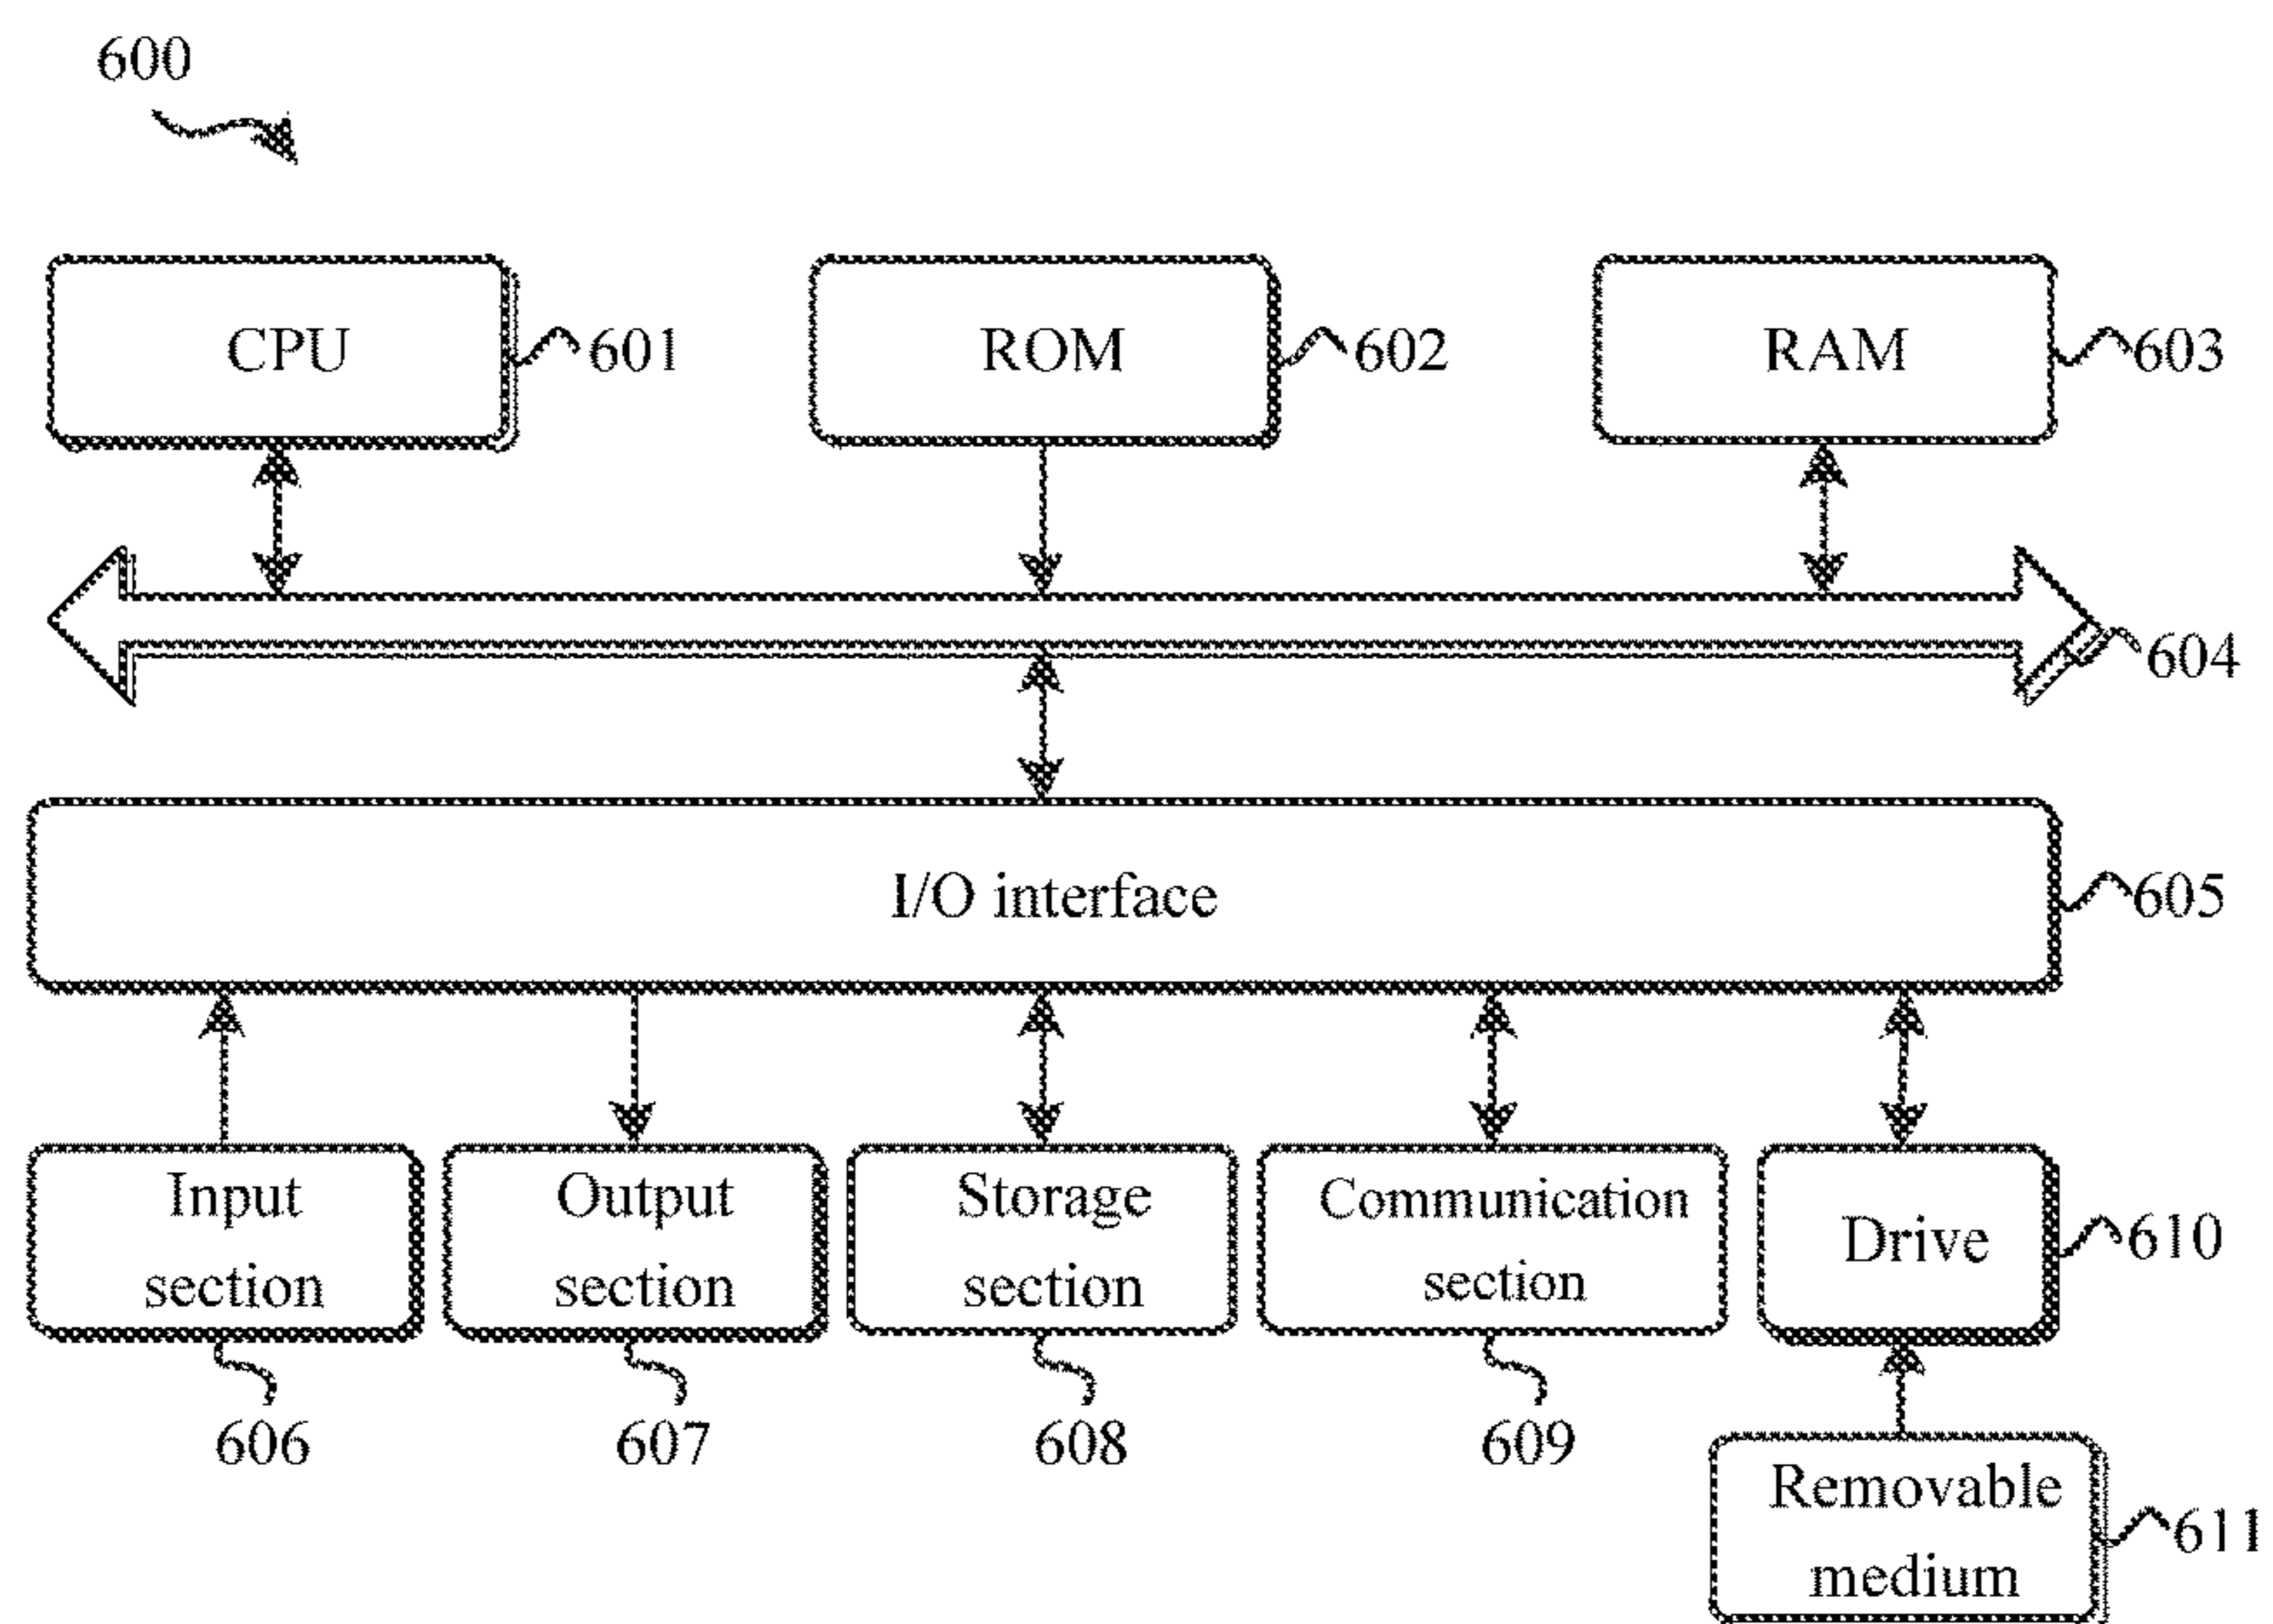 600
CPU
601
ROM
602
RAM
603
604
I/O interface
605
Input
section
Output
section
Storage
section
Communication
section
Drive
610
606
607
608
609
Removable
medium
611